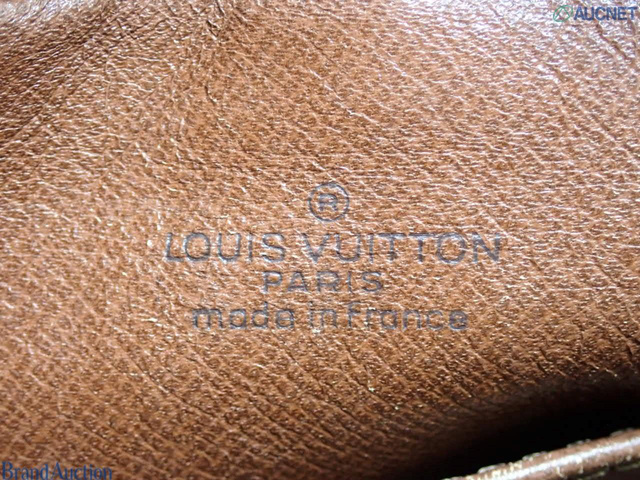 AUCNET
®
LOUIS VUITTON
PARIS
made in France
Brand Auction